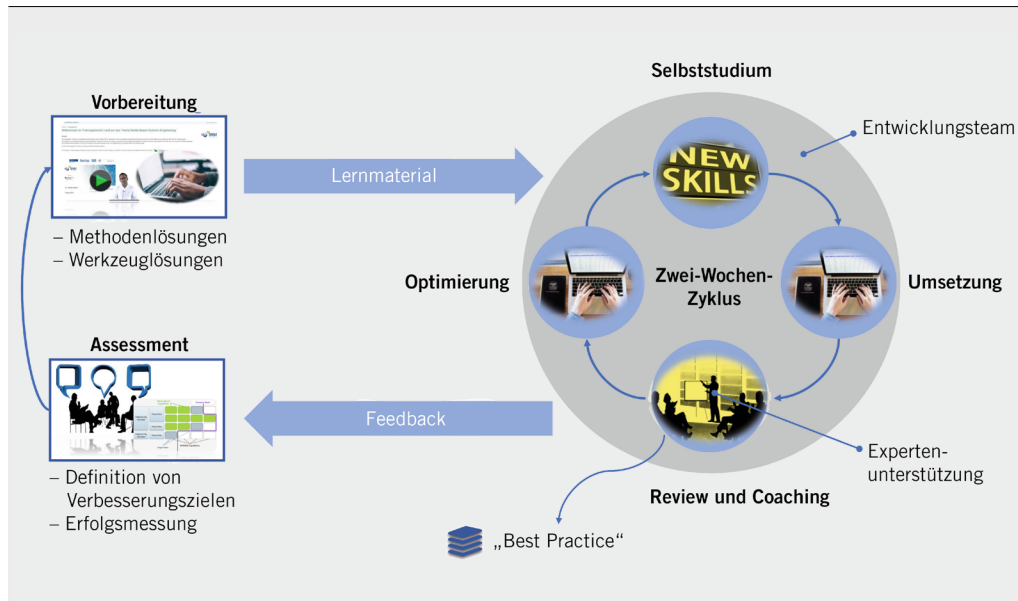 Selbststudium
Vorbereitung
Entwicklungsteam
NEW
SKILLS
Lernmaterial
– Methodenlösungen
– Werkzeuglösungen
Optimierung
Zwei-Wochen-
Zyklus
Umsetzung
Assessment
Feedback
– Definition von
Verbesserungszielen
– Erfolgsmessung
Experten-
unterstützung
Review und Coaching
„Best Practice“